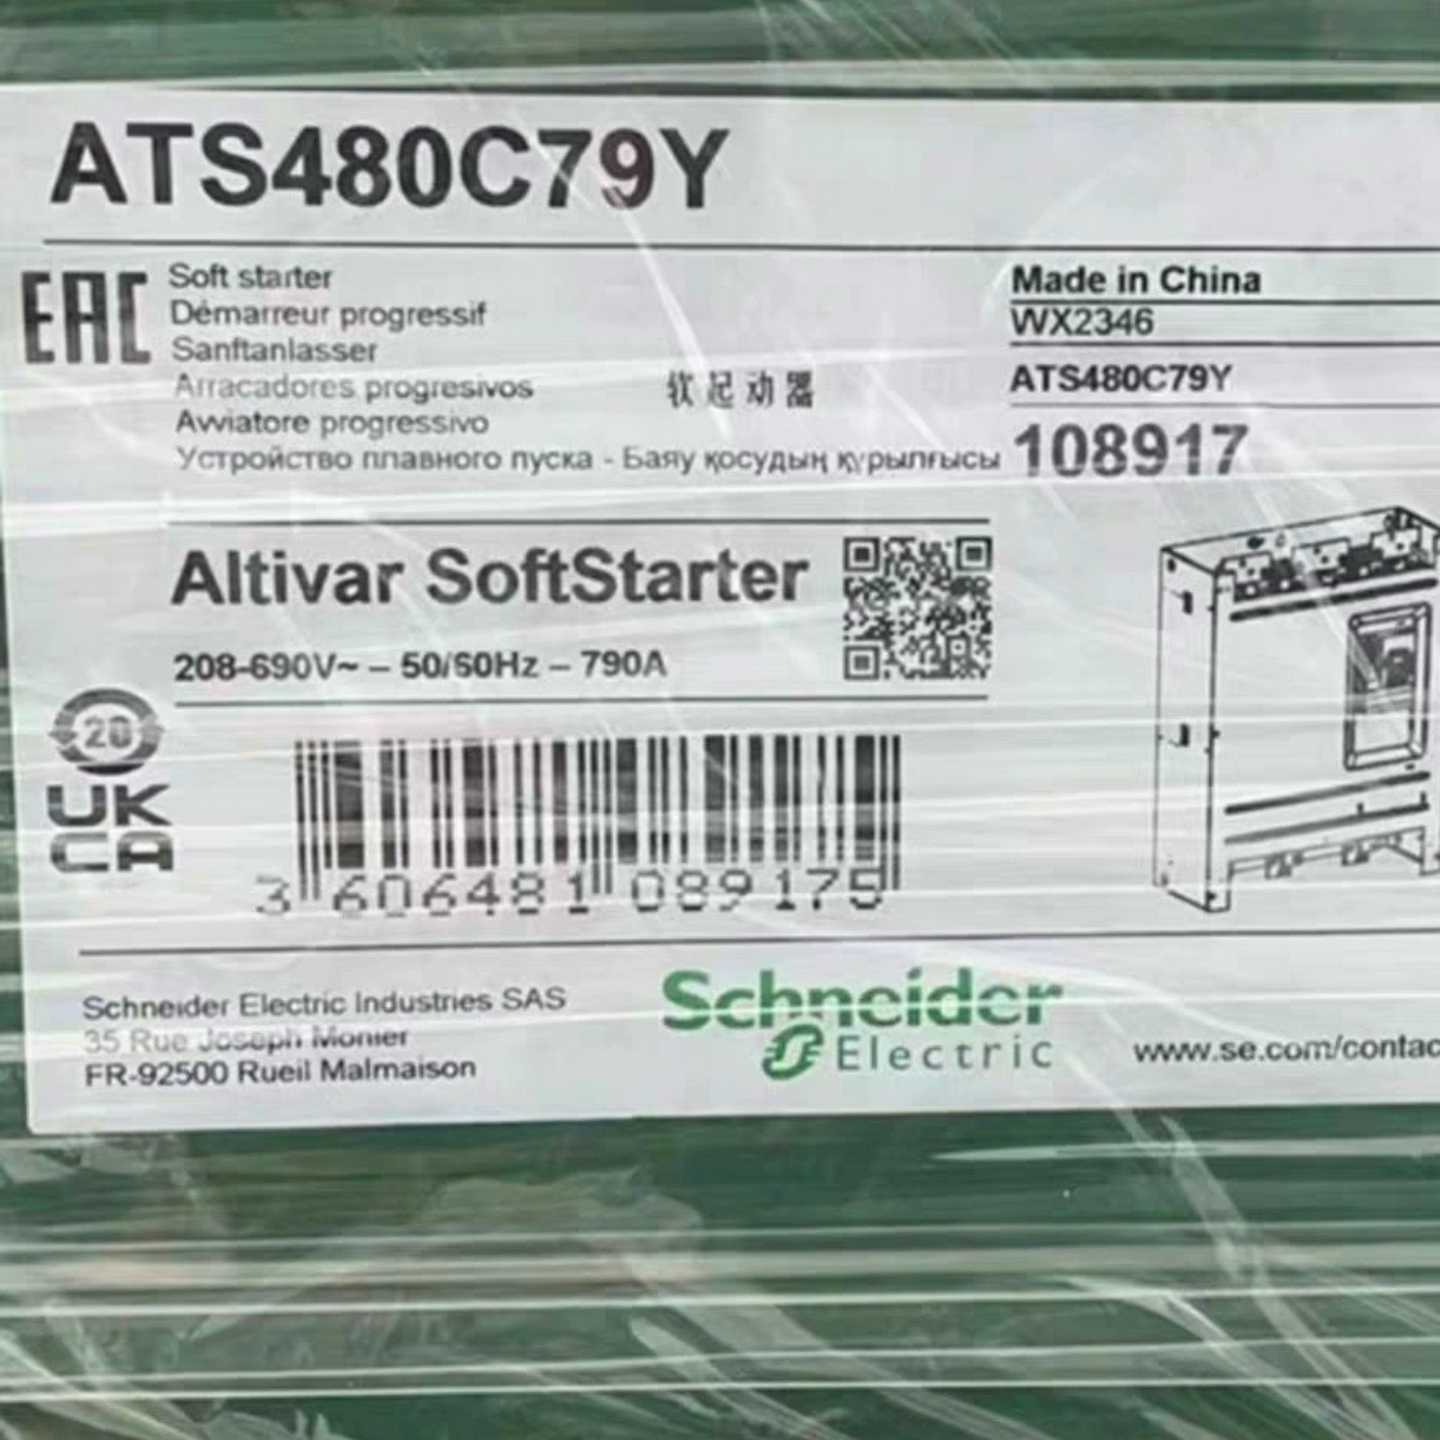 ATS480C79Y
EAC
Soft starter
Démarreur progressif
Sanftanlasser
Arracadores progresivos
软起动器
Avviatore progressivo
Устройство плавного пуска - Баяу қосудың құрылғысы
Made in China
WX2346
ATS480C79Y
108917
Altivar SoftStarter
208-690V~ – 50/60Hz – 790A
20
UK
CA
3 606481 089175
Schneider Electric Industries SAS
35 Rue Joseph Monier
FR-92500 Rueil Malmaison
Schneider
Electric
www.se.com/contac